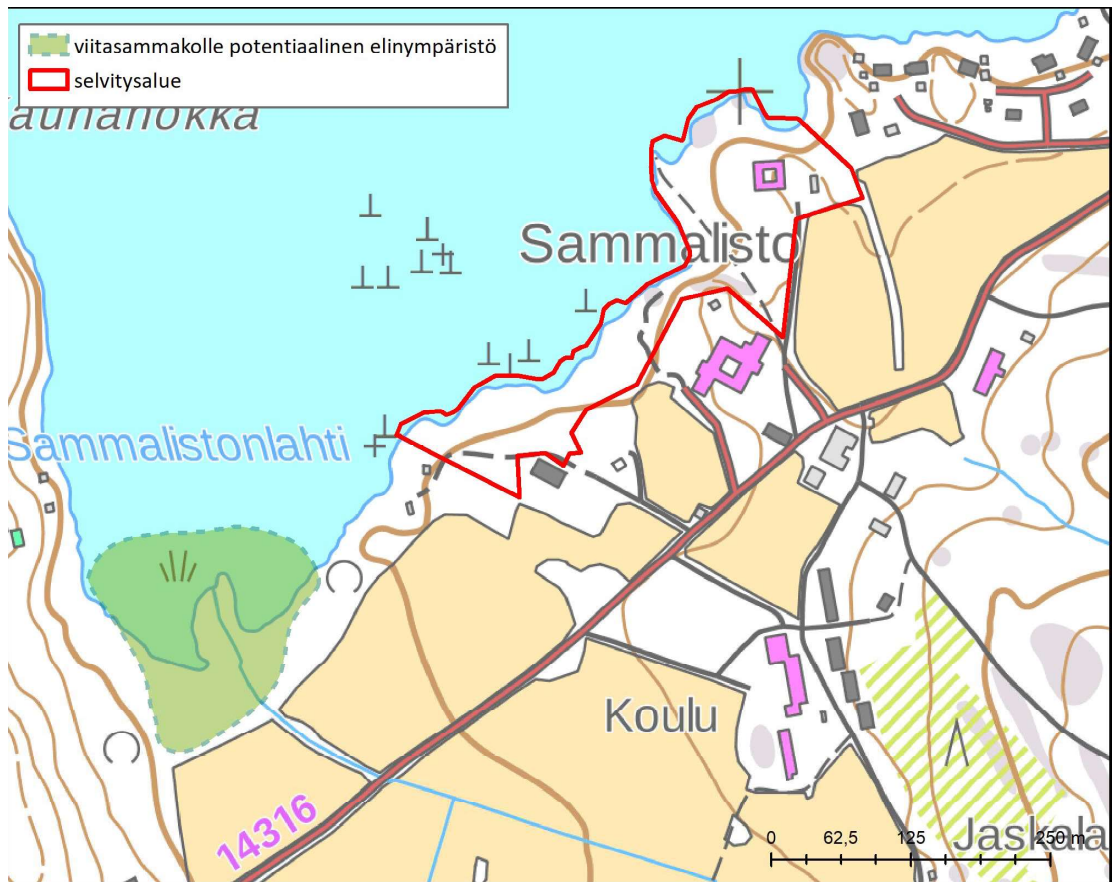 viitasammakolle potentiaalinen elinympäristö
selvitysalue
Sammalisto
Sammalistonlahti
Koulu
14316
Jaskala
0 62,5 125 250 m